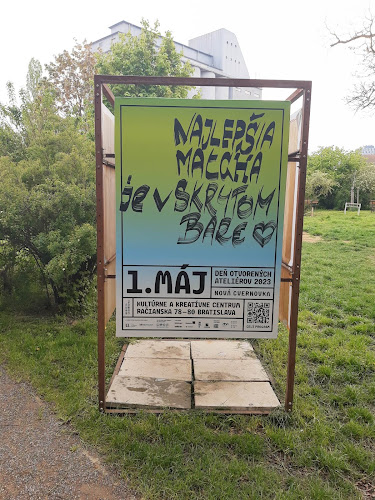 NAJLEPŠIA
MAČAČKA
je v SKRYTOM
BARE
1. MÁJ
DEŇ OTVORENÝCH
ATELIÉROV 2023
NOVÁ CVERNOVKA
KULTÚRNE A KREATÍVNE CENTRUM
RAČIANSKA 78–80 BRATISLAVA